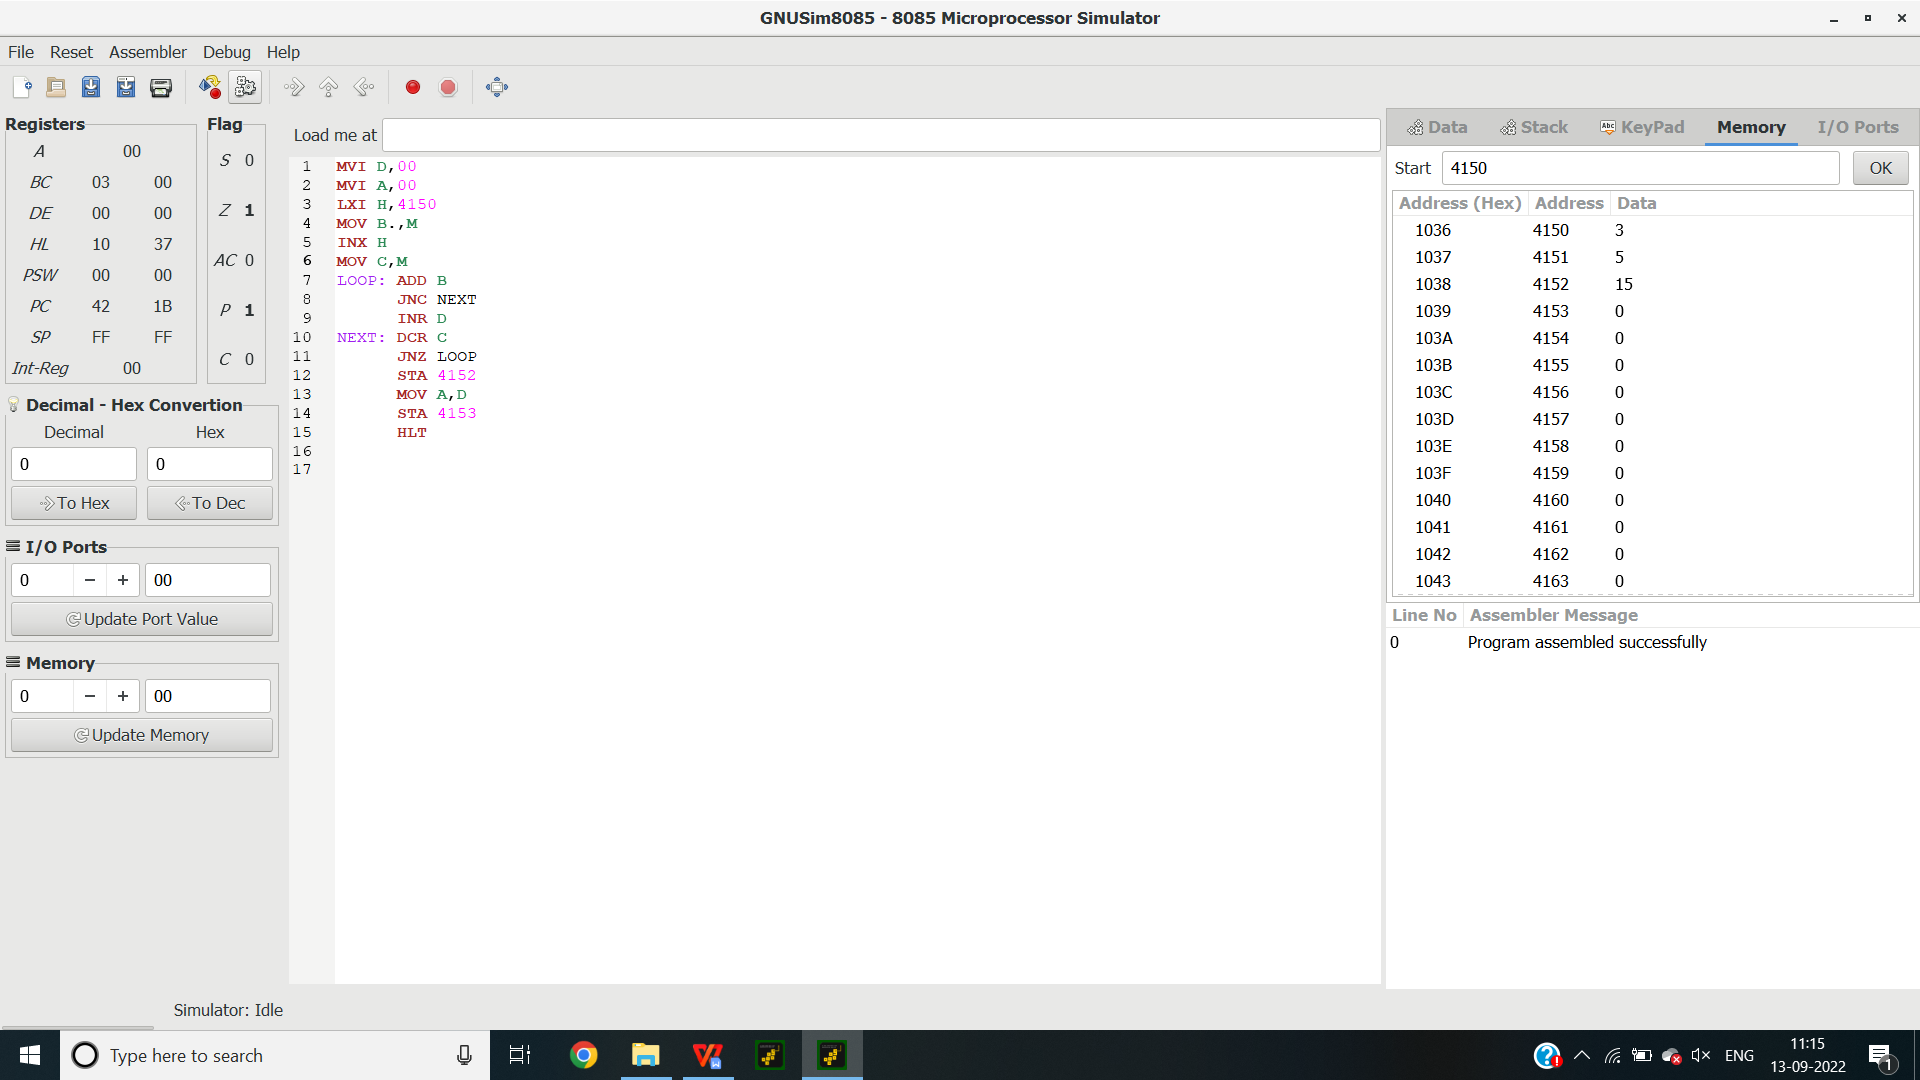 GNUSim8085 - 8085 Microprocessor Simulator
File Reset Assembler Debug Help
Registers
A 00
BC 03 00
DE 00 00
HL 10 37
PSW 00 00
PC 42 1B
SP FF FF
Int-Reg 00
Flag
S 0
Z 1
AC 0
P 1
C 0
Decimal - Hex Convertion
Decimal Hex
0 0
To Hex To Dec
I/O Ports
0 − + 00
Update Port Value
Memory
0 − + 00
Update Memory
Load me at
1 MVI D,00
2 MVI A,00
3 LXI H,4150
4 MOV B.,M
5 INX H
6 MOV C,M
7 LOOP: ADD B
8 JNC NEXT
9 INR D
10 NEXT: DCR C
11 JNZ LOOP
12 STA 4152
13 MOV A,D
14 STA 4153
15 HLT
16
17
Data Stack Abc KeyPad Memory I/O Ports
Start 4150 OK
Address (Hex) Address Data
1036 4150 3
1037 4151 5
1038 4152 15
1039 4153 0
103A 4154 0
103B 4155 0
103C 4156 0
103D 4157 0
103E 4158 0
103F 4159 0
1040 4160 0
1041 4161 0
1042 4162 0
1043 4163 0
Line No Assembler Message
0 Program assembled successfully
Simulator: Idle
Type here to search
ENG
11:15
13-09-2022
1